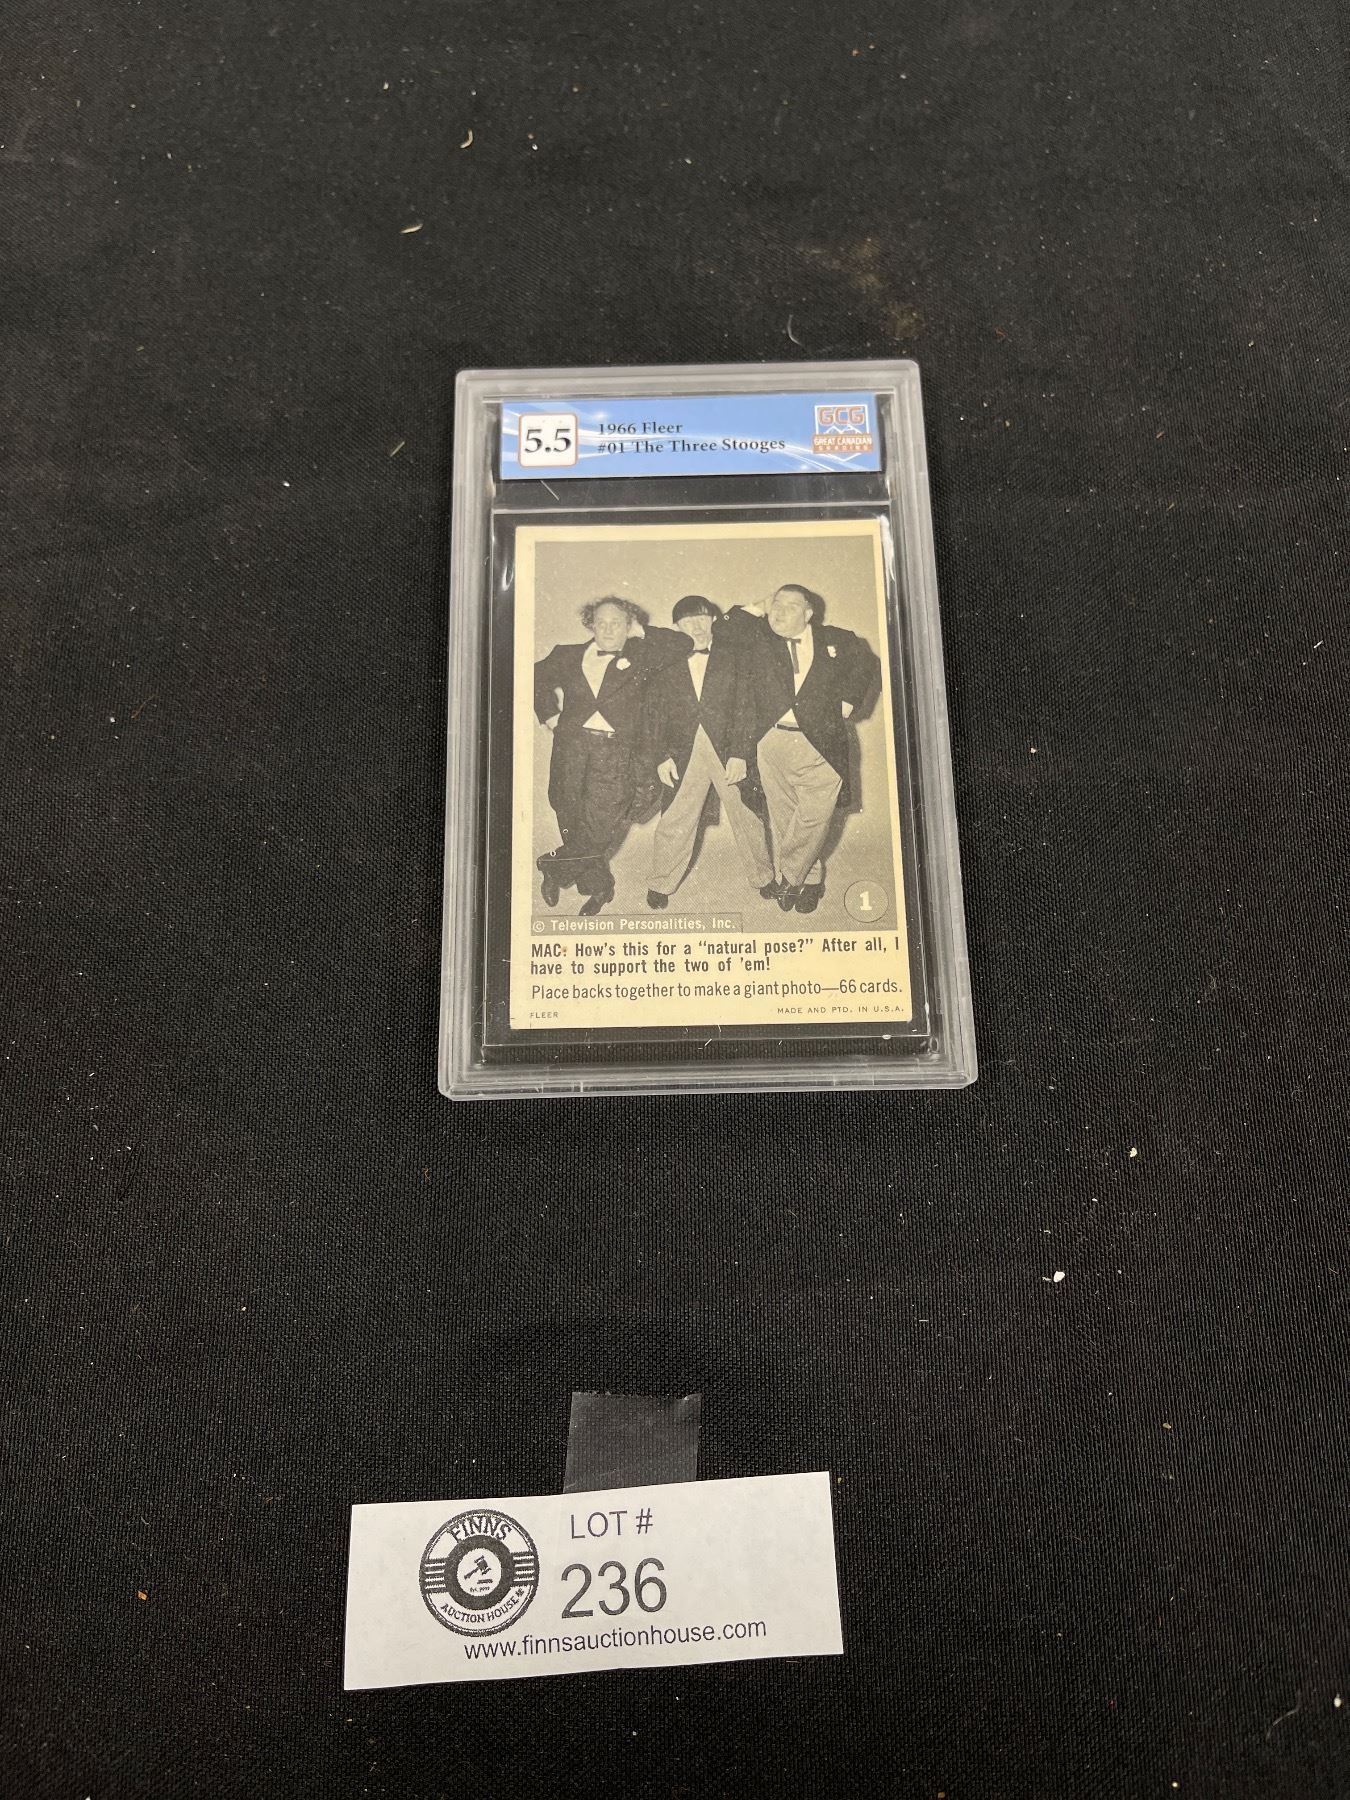 5.5
1966 Fleer
#01 The Three Stooges
GCG
GREAT CANADIAN
GRADING
1
© Television Personalities, Inc.
MAC: How's this for a "natural pose?" After all, I
have to support the two of 'em!
Place backs together to make a giant photo—66 cards.
FLEER
MADE AND PTD. IN U.S.A.
FINNS
AUCTION HOUSE
LOT #
236
www.finnsauctionhouse.com